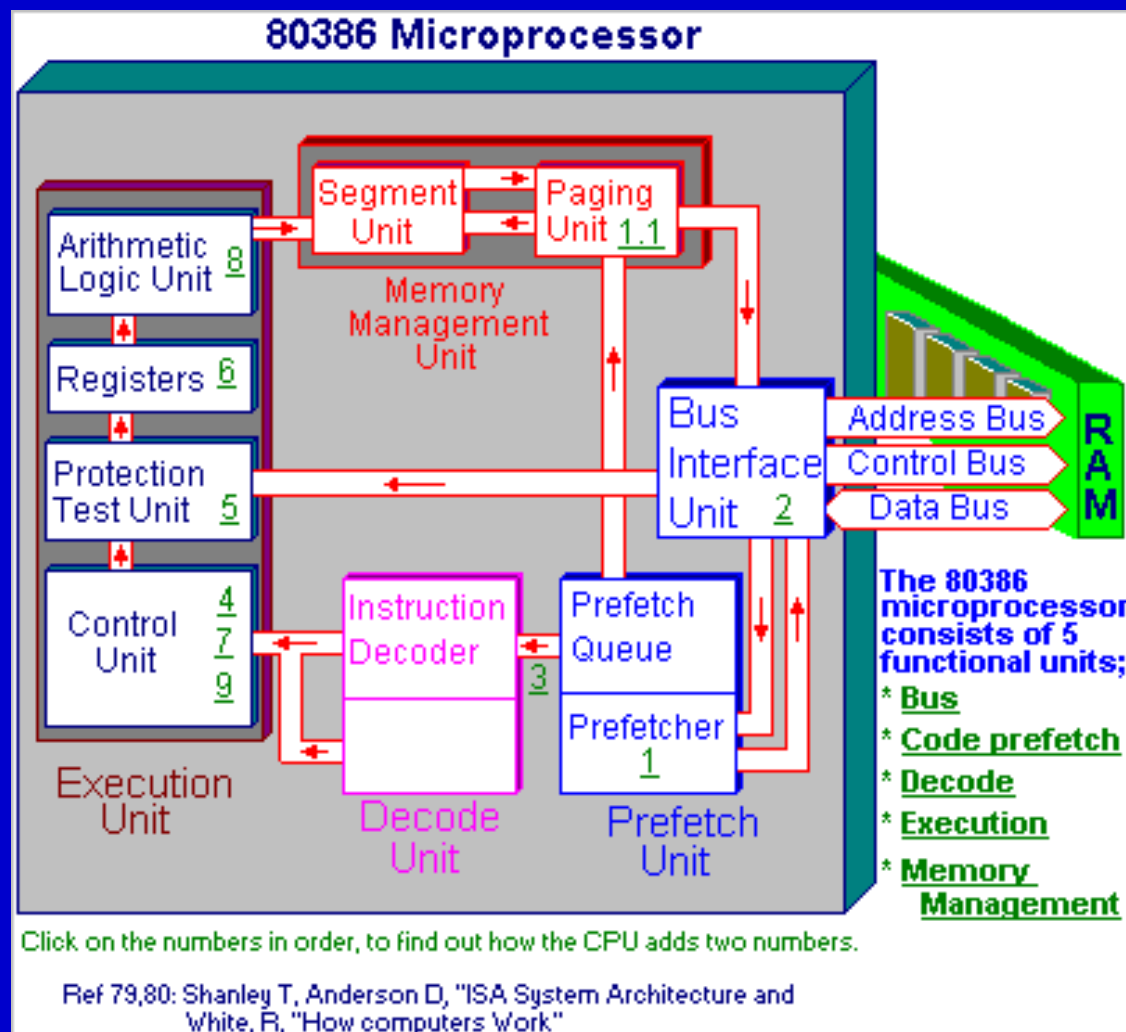 80386 Microprocessor
Segment
Unit
Paging
Unit 1.1
Memory
Management
Unit
Arithmetic
Logic Unit 8
Registers 6
Protection
Test Unit 5
Control
Unit
4
7
9
Execution
Unit
Instruction
Decoder
Decode
Unit
3
Prefetch
Queue
Prefetcher
1
Prefetch
Unit
Bus
Interface
Unit 2
Address Bus
Control Bus
Data Bus
RAM
The 80386
microprocessor
consists of 5
functional units;
* Bus
* Code prefetch
* Decode
* Execution
* Memory
Management
Click on the numbers in order, to find out how the CPU adds two numbers.
Ref 79,80: Shanley T, Anderson D, "ISA System Architecture and
White, R, "How computers Work"